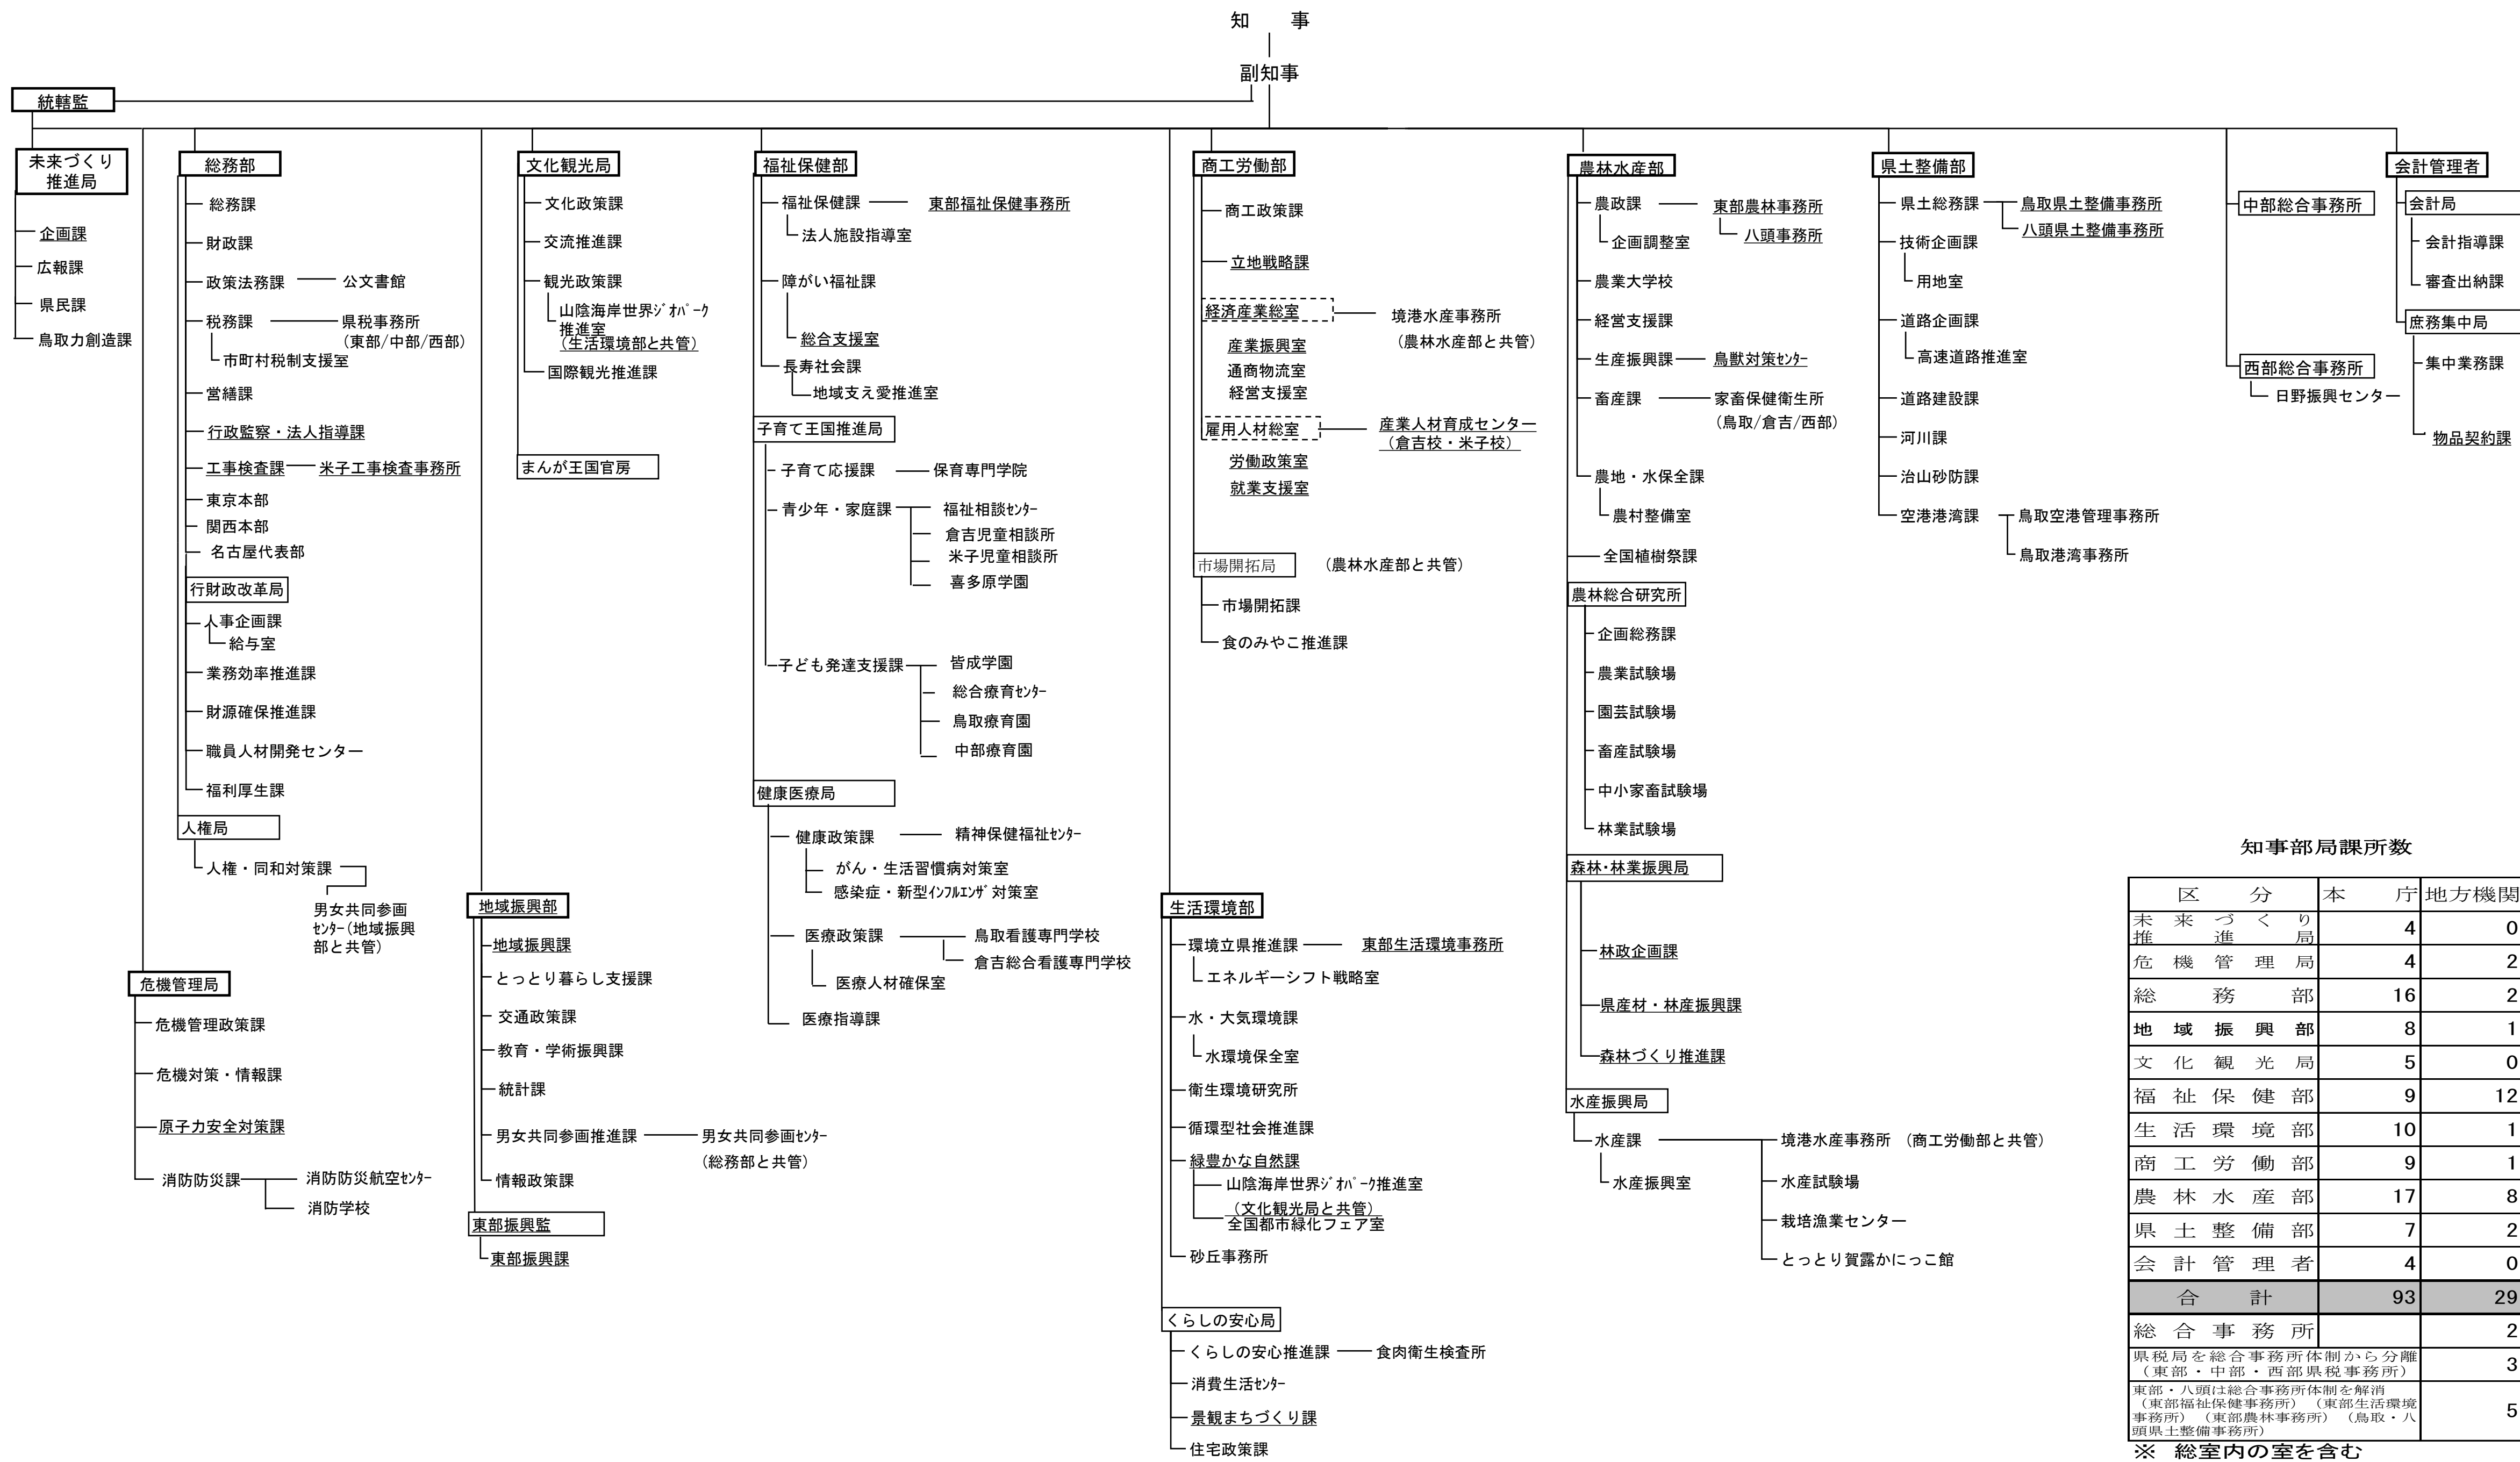 知　　事
副知事
統轄監
未来づくり
推進局
企画課
広報課
県民課
鳥取力創造課
危機管理局
危機管理政策課
危機対策・情報課
原子力安全対策課
消防防災課
消防防災航空ｾﾝﾀｰ
消防学校
総務部
総務課
財政課
政策法務課
公文書館
税務課
県税事務所
（東部/中部/西部）
市町村税制支援室
営繕課
行政監察・法人指導課
工事検査課
米子工事検査事務所
東京本部
関西本部
名古屋代表部
行財政改革局
人事企画課
給与室
業務効率推進課
財源確保推進課
職員人材開発センター
福利厚生課
人権局
人権・同和対策課
男女共同参画
ｾﾝﾀｰ（地域振興
部と共管）
地域振興部
地域振興課
とっとり暮らし支援課
交通政策課
教育・学術振興課
統計課
男女共同参画推進課
男女共同参画ｾﾝﾀｰ
（総務部と共管）
情報政策課
東部振興監
東部振興課
文化観光局
文化政策課
交流推進課
観光政策課
山陰海岸世界ｼﾞｵﾊﾟｰｸ
推進室
（生活環境部と共管）
国際観光推進課
まんが王国官房
福祉保健部
福祉保健課
東部福祉保健事務所
法人施設指導室
障がい福祉課
総合支援室
長寿社会課
地域支え愛推進室
子育て王国推進局
子育て応援課
保育専門学院
青少年・家庭課
福祉相談ｾﾝﾀｰ
倉吉児童相談所
米子児童相談所
喜多原学園
子ども発達支援課
皆成学園
総合療育ｾﾝﾀｰ
鳥取療育園
中部療育園
健康医療局
健康政策課
精神保健福祉ｾﾝﾀｰ
がん・生活習慣病対策室
感染症・新型ｲﾝﾌﾙｴﾝｻﾞ対策室
医療政策課
鳥取看護専門学校
倉吉総合看護専門学校
医療人材確保室
医療指導課
生活環境部
環境立県推進課
東部生活環境事務所
エネルギーシフト戦略室
水・大気環境課
水環境保全室
衛生環境研究所
循環型社会推進課
緑豊かな自然課
山陰海岸世界ｼﾞｵﾊﾟｰｸ推進室
（文化観光局と共管）
全国都市緑化フェア室
砂丘事務所
くらしの安心局
くらしの安心推進課
食肉衛生検査所
消費生活ｾﾝﾀｰ
景観まちづくり課
住宅政策課
商工労働部
商工政策課
立地戦略課
経済産業総室
境港水産事務所
（農林水産部と共管）
産業振興室
通商物流室
経営支援室
雇用人材総室
産業人材育成センター
（倉吉校・米子校）
労働政策室
就業支援室
市場開拓局
（農林水産部と共管）
市場開拓課
食のみやこ推進課
農林水産部
農政課
東部農林事務所
八頭事務所
企画調整室
農業大学校
経営支援課
生産振興課
鳥獣対策ｾﾝﾀｰ
畜産課
家畜保健衛生所
（鳥取/倉吉/西部）
農地・水保全課
農村整備室
全国植樹祭課
農林総合研究所
企画総務課
農業試験場
園芸試験場
畜産試験場
中小家畜試験場
林業試験場
森林･林業振興局
林政企画課
県産材・林産振興課
森林づくり推進課
水産振興局
水産課
境港水産事務所　（商工労働部と共管）
水産振興室
水産試験場
栽培漁業センター
とっとり賀露かにっこ館
県土整備部
県土総務課
鳥取県土整備事務所
八頭県土整備事務所
技術企画課
用地室
道路企画課
高速道路推進室
道路建設課
河川課
治山砂防課
空港港湾課
鳥取空港管理事務所
鳥取港湾事務所
中部総合事務所
西部総合事務所
日野振興センター
会計管理者
会計局
会計指導課
審査出納課
庶務集中局
集中業務課
物品契約課
知事部局課所数
区　分　本　庁　地方機関
未来づくり
推進局　4　0
危機管理局　4　2
総務部　16　2
地域振興部　8　1
文化観光局　5　0
福祉保健部　9　12
生活環境部　10　1
商工労働部　9　1
農林水産部　17　8
県土整備部　7　2
会計管理者　4　0
合計　93　29
総合事務所　2
県税局を総合事務所体制から分離
（東部・中部・西部県税事務所）　3
東部・八頭は総合事務所体制を解消
（東部福祉保健事務所）（東部生活環境
事務所）（東部農林事務所）（鳥取・八
頭県土整備事務所）　5
※　総室内の室を含む